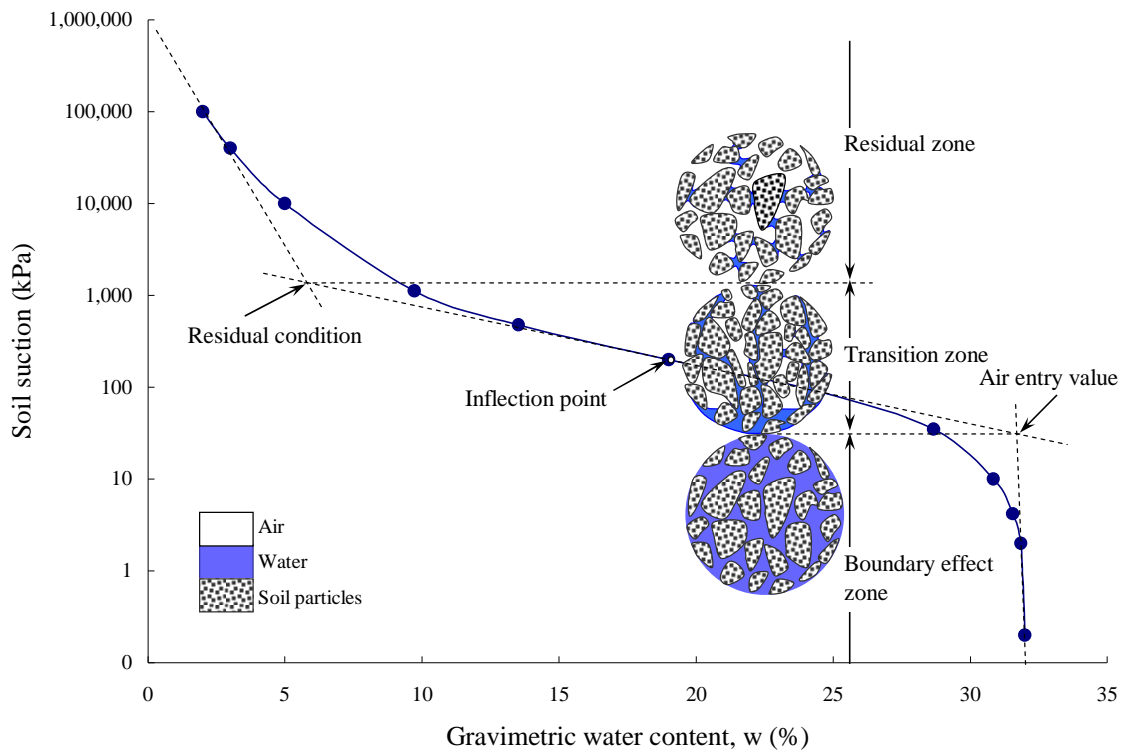 1,000,000
100,000
10,000
1,000
100
10
1
0
Soil suction (kPa)
Residual zone
Residual condition
Transition zone
Air entry value
Inflection point
Air
Water
Soil particles
Boundary effect
zone
0
5
10
15
20
25
30
35
Gravimetric water content, w (%)